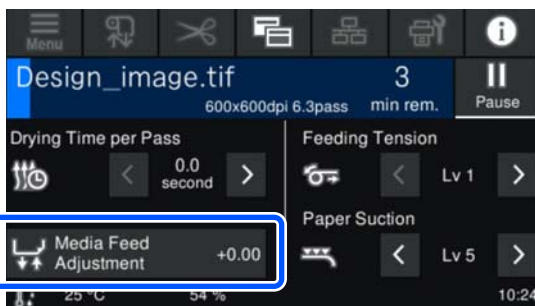 Menu
Design_image.tif
3
600x600dpi 6.3pass
min rem.
Pause
Drying Time per Pass
0.0
second
Feeding Tension
Lv 1
Media Feed
Adjustment
+0.00
Paper Suction
Lv 5
25 °C
54 %
10:24